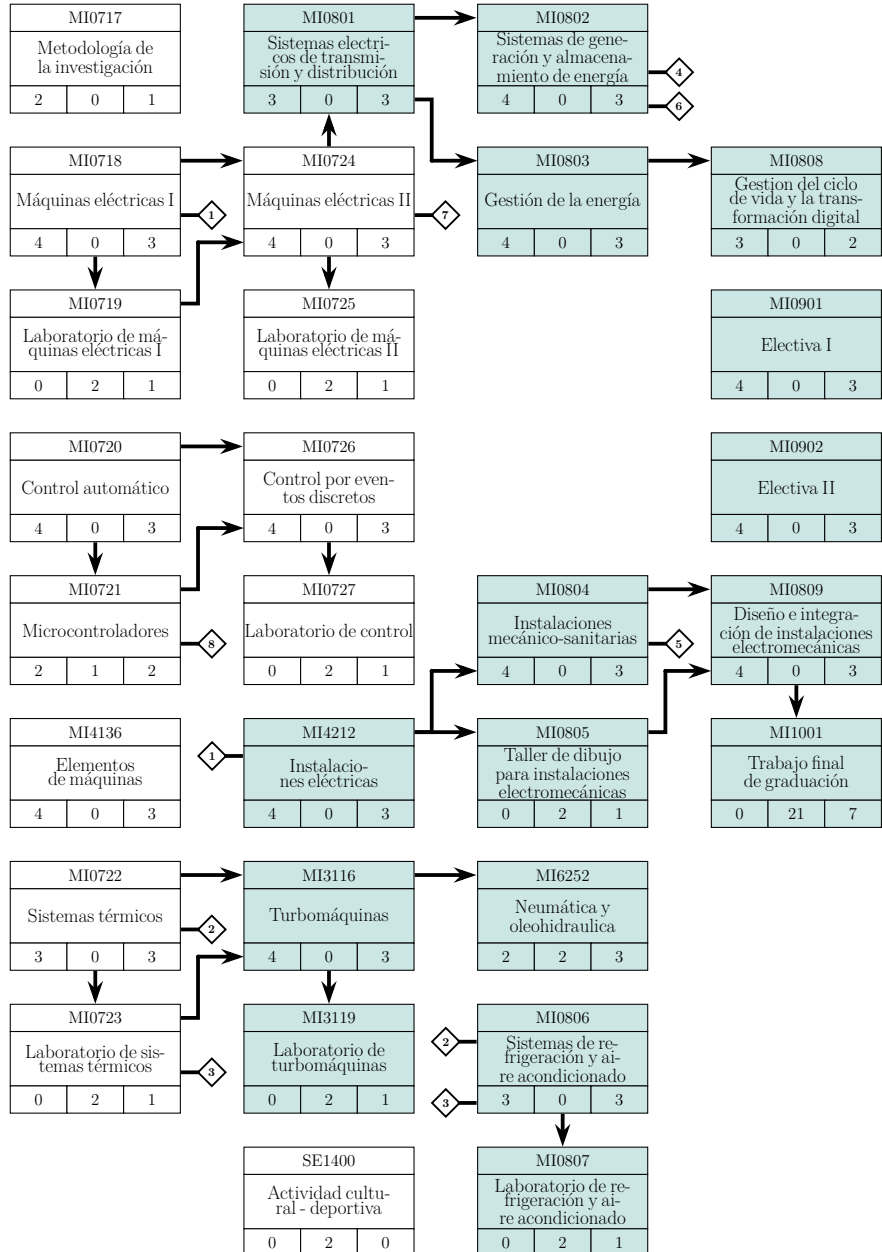 MI0717
Metodología de
la investigación
2 0 1
MI0801
Sistemas electri-
cos de transmi-
sión y distribución
3 0 3
MI0802
Sistemas de gene-
ración y almacena-
miento de energía
4 0 3
4
6
MI0718
Máquinas eléctricas I
4 0 3
1
MI0724
Máquinas eléctricas II
4 0 3
7
MI0803
Gestión de la energía
4 0 3
MI0808
Gestion del ciclo
de vida y la trans-
formación digital
3 0 2
MI0719
Laboratorio de má-
quinas eléctricas I
0 2 1
MI0725
Laboratorio de má-
quinas eléctricas II
0 2 1
MI0901
Electiva I
4 0 3
MI0720
Control automático
4 0 3
MI0726
Control por even-
tos discretos
4 0 3
MI0902
Electiva II
4 0 3
MI0721
Microcontroladores
2 1 2
8
MI0727
Laboratorio de control
0 2 1
MI0804
Instalaciones
mecánico-sanitarias
4 0 3
5
MI0809
Diseño e integra-
ción de instalaciones
electromecánicas
4 0 3
MI4136
Elementos
de máquinas
4 0 3
1
MI4212
Instalacio-
nes eléctricas
4 0 3
MI0805
Taller de dibujo
para instalaciones
electromecánicas
0 2 1
MI1001
Trabajo final
de graduación
0 21 7
MI0722
Sistemas térmicos
3 0 3
2
MI3116
Turbomáquinas
4 0 3
MI6252
Neumática y
oleohidraulica
2 2 3
MI0723
Laboratorio de sis-
temas térmicos
0 2 1
3
MI3119
Laboratorio de
turbomáquinas
0 2 1
2
3
MI0806
Sistemas de re-
frigeración y ai-
re acondicionado
3 0 3
SE1400
Actividad cultu-
ral - deportiva
0 2 0
MI0807
Laboratorio de re-
frigeración y ai-
re acondicionado
0 2 1